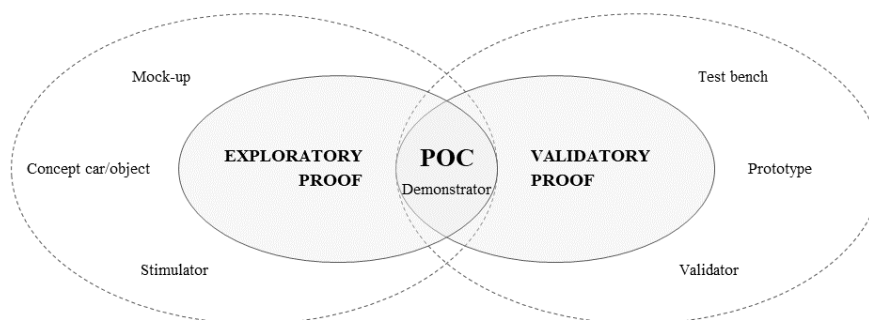 Mock-up
Test bench
EXPLORATORY
PROOF
POC
Demonstrator
VALIDATORY
PROOF
Concept car/object
Prototype
Stimulator
Validator